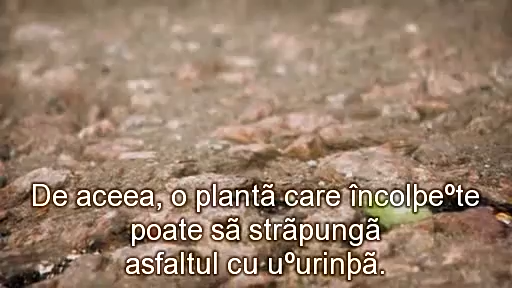 De aceea, o plantã care încolþeºte
poate sã strãpungã
asfaltul cu uºurinþã.